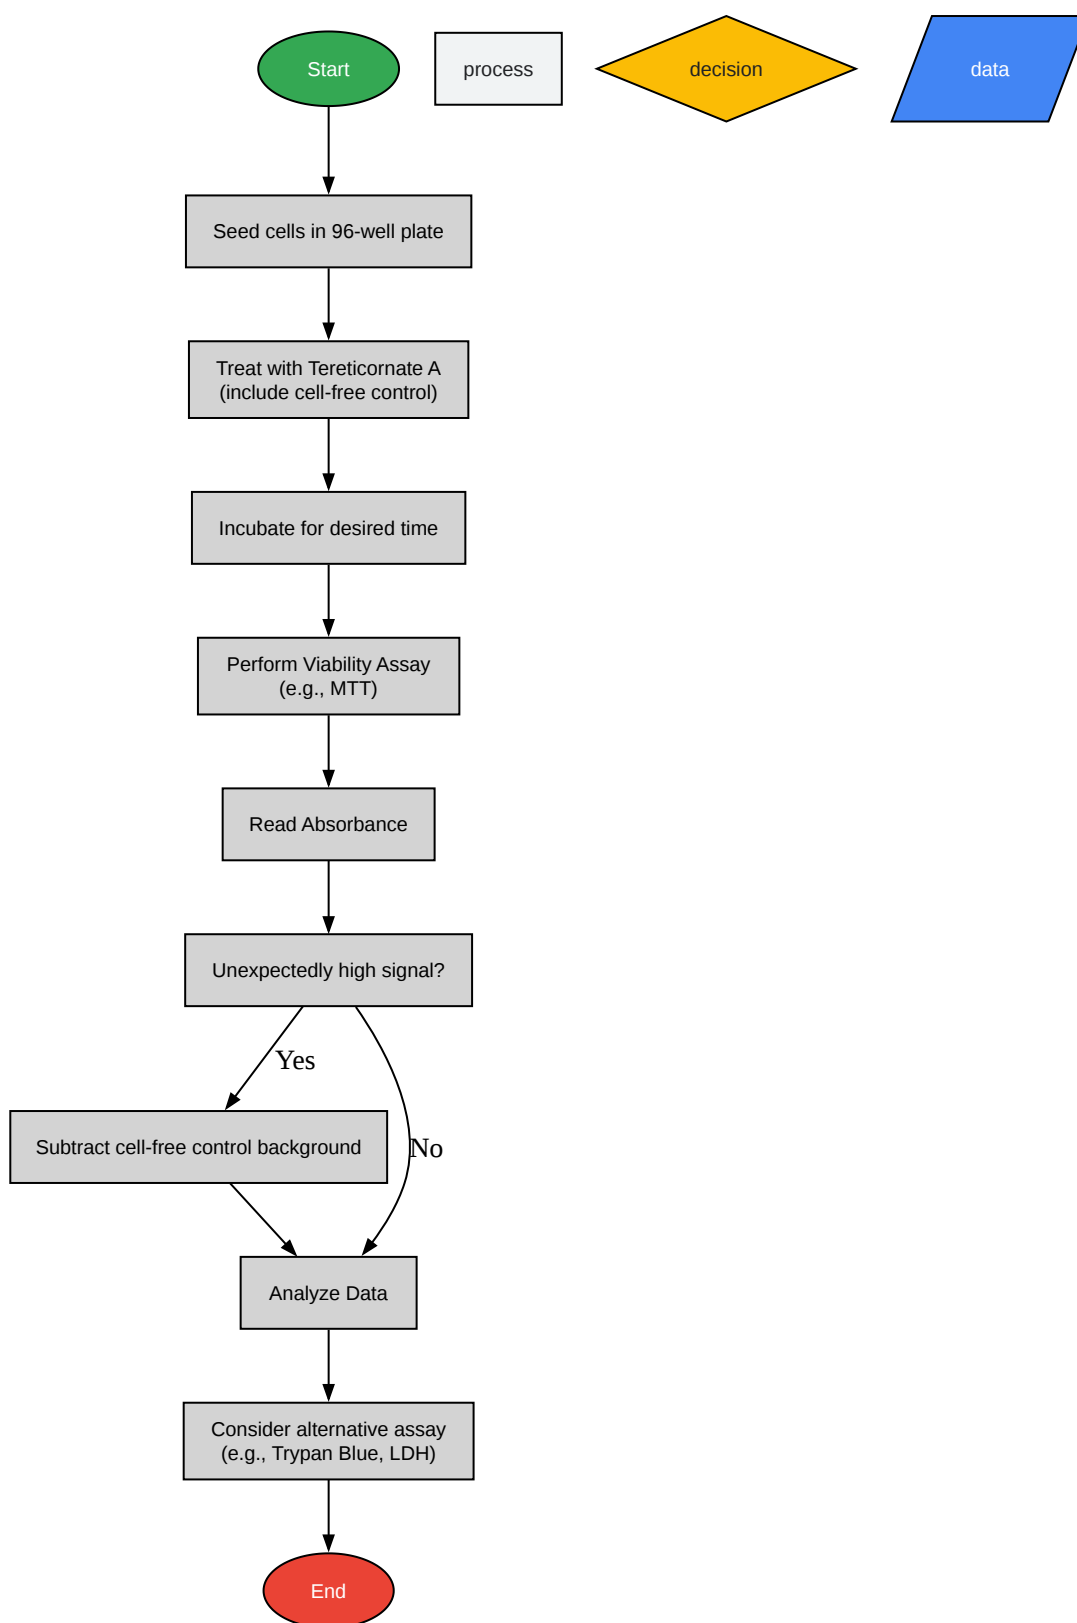 Start
process
decision
data
Seed cells in 96-well plate
Treat with Tereticornate A
(include cell-free control)
Incubate for desired time
Perform Viability Assay
(e.g., MTT)
Read Absorbance
Unexpectedly high signal?
Yes
Subtract cell-free control background
No
Analyze Data
Consider alternative assay
(e.g., Trypan Blue, LDH)
End